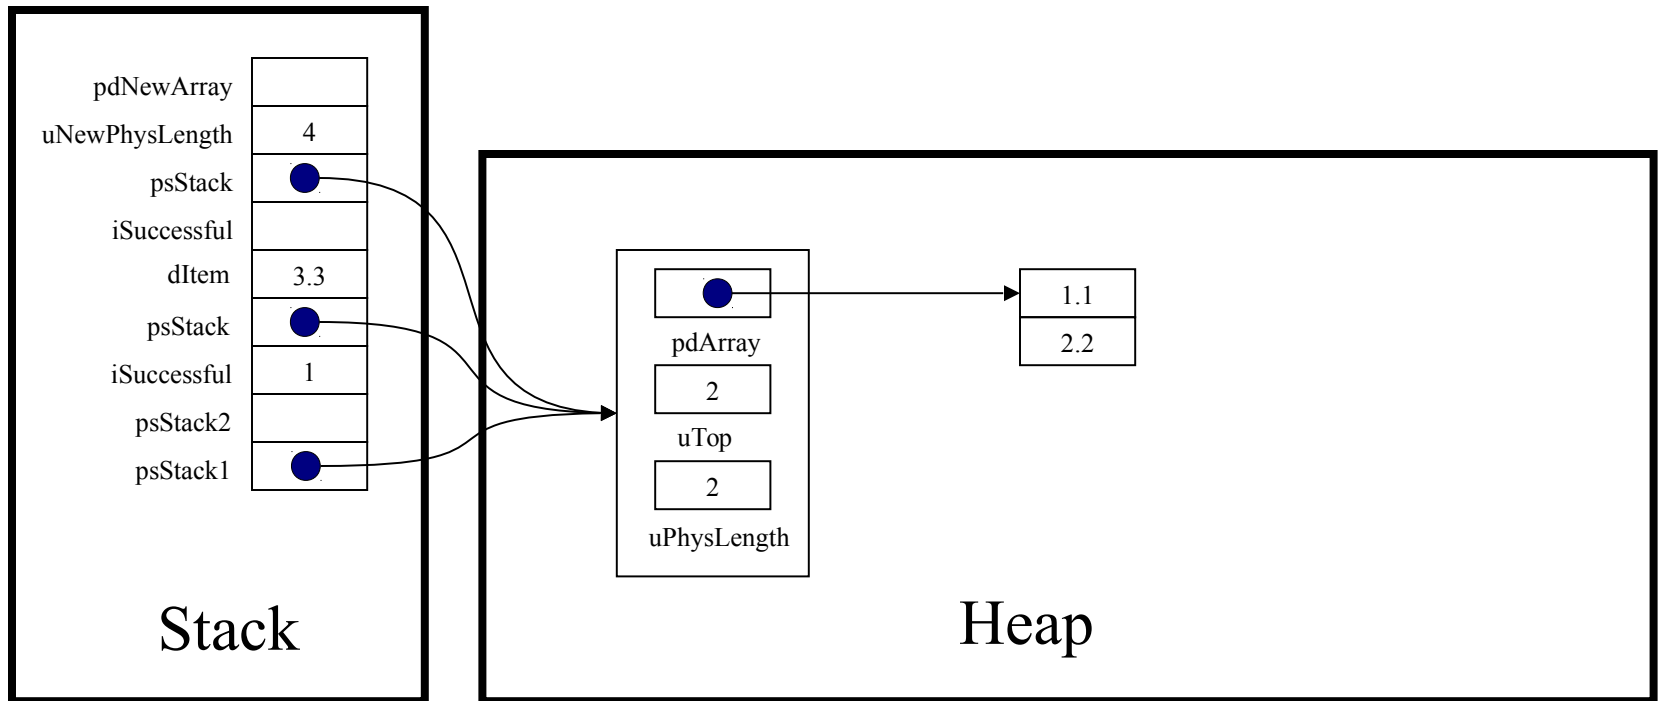 pdNewArray
uNewPhysLength 4
psStack
iSuccessful
dItem 3.3
psStack
iSuccessful 1
psStack2
psStack1
Stack
pdArray
2
uTop
2
uPhysLength
1.1
2.2
Heap